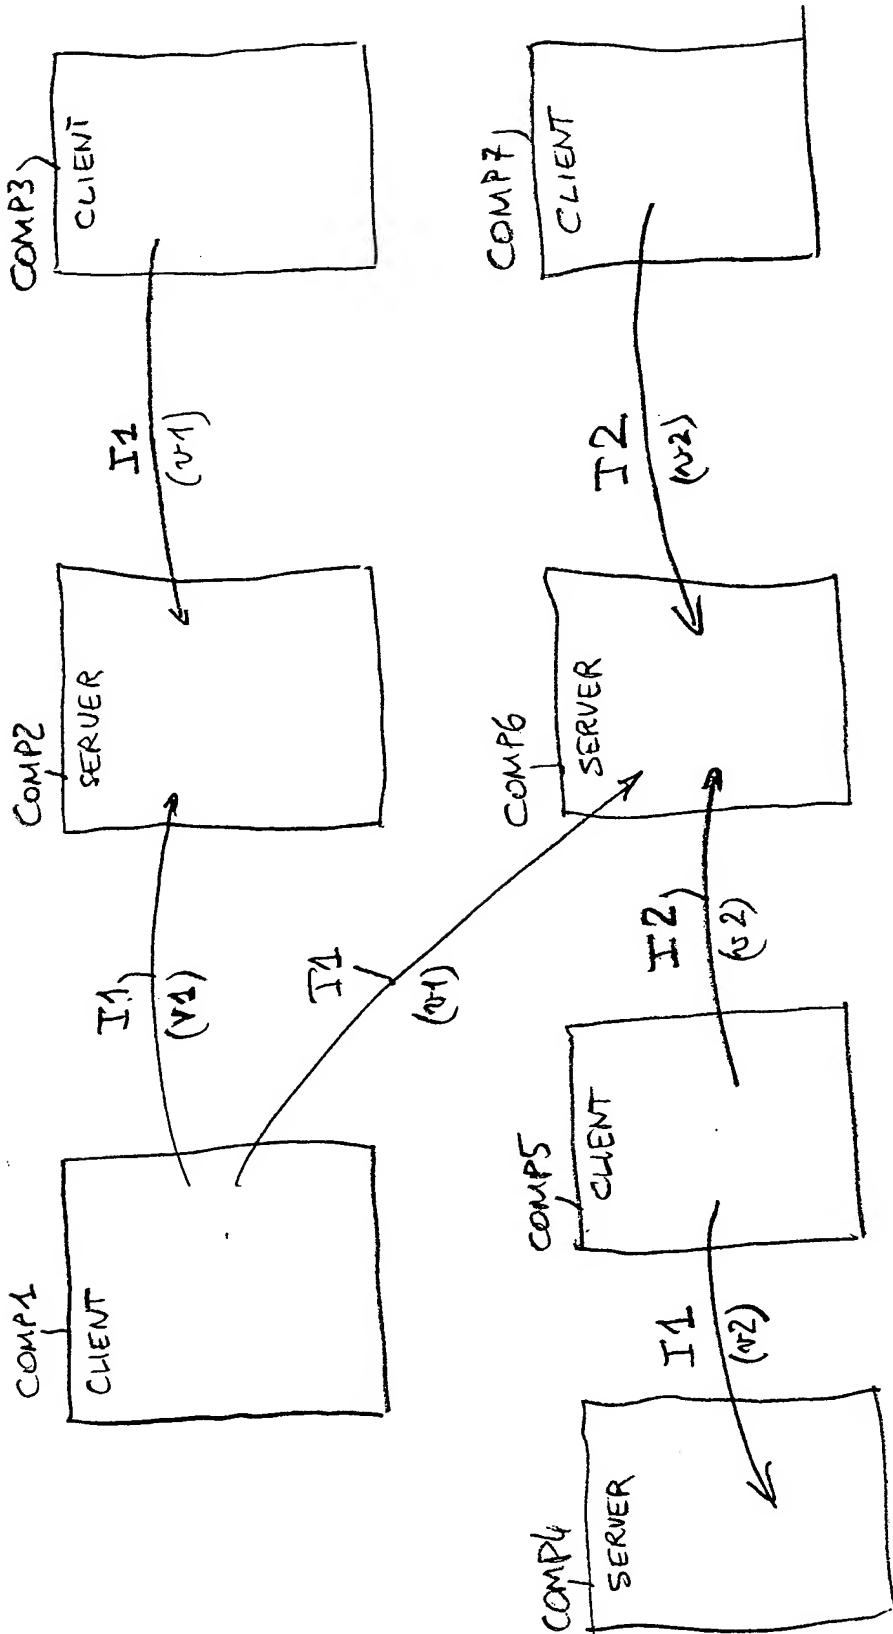 COMP1
CLIENT
I1
(v1)
COMP2
SERVER
I1
(v1)
COMP3
CLIENT
I1
(v1)
COMP4
SERVER
I1
(v2)
COMP5
CLIENT
I2
(v2)
COMP6
SERVER
I2
(v2)
COMP7
CLIENT